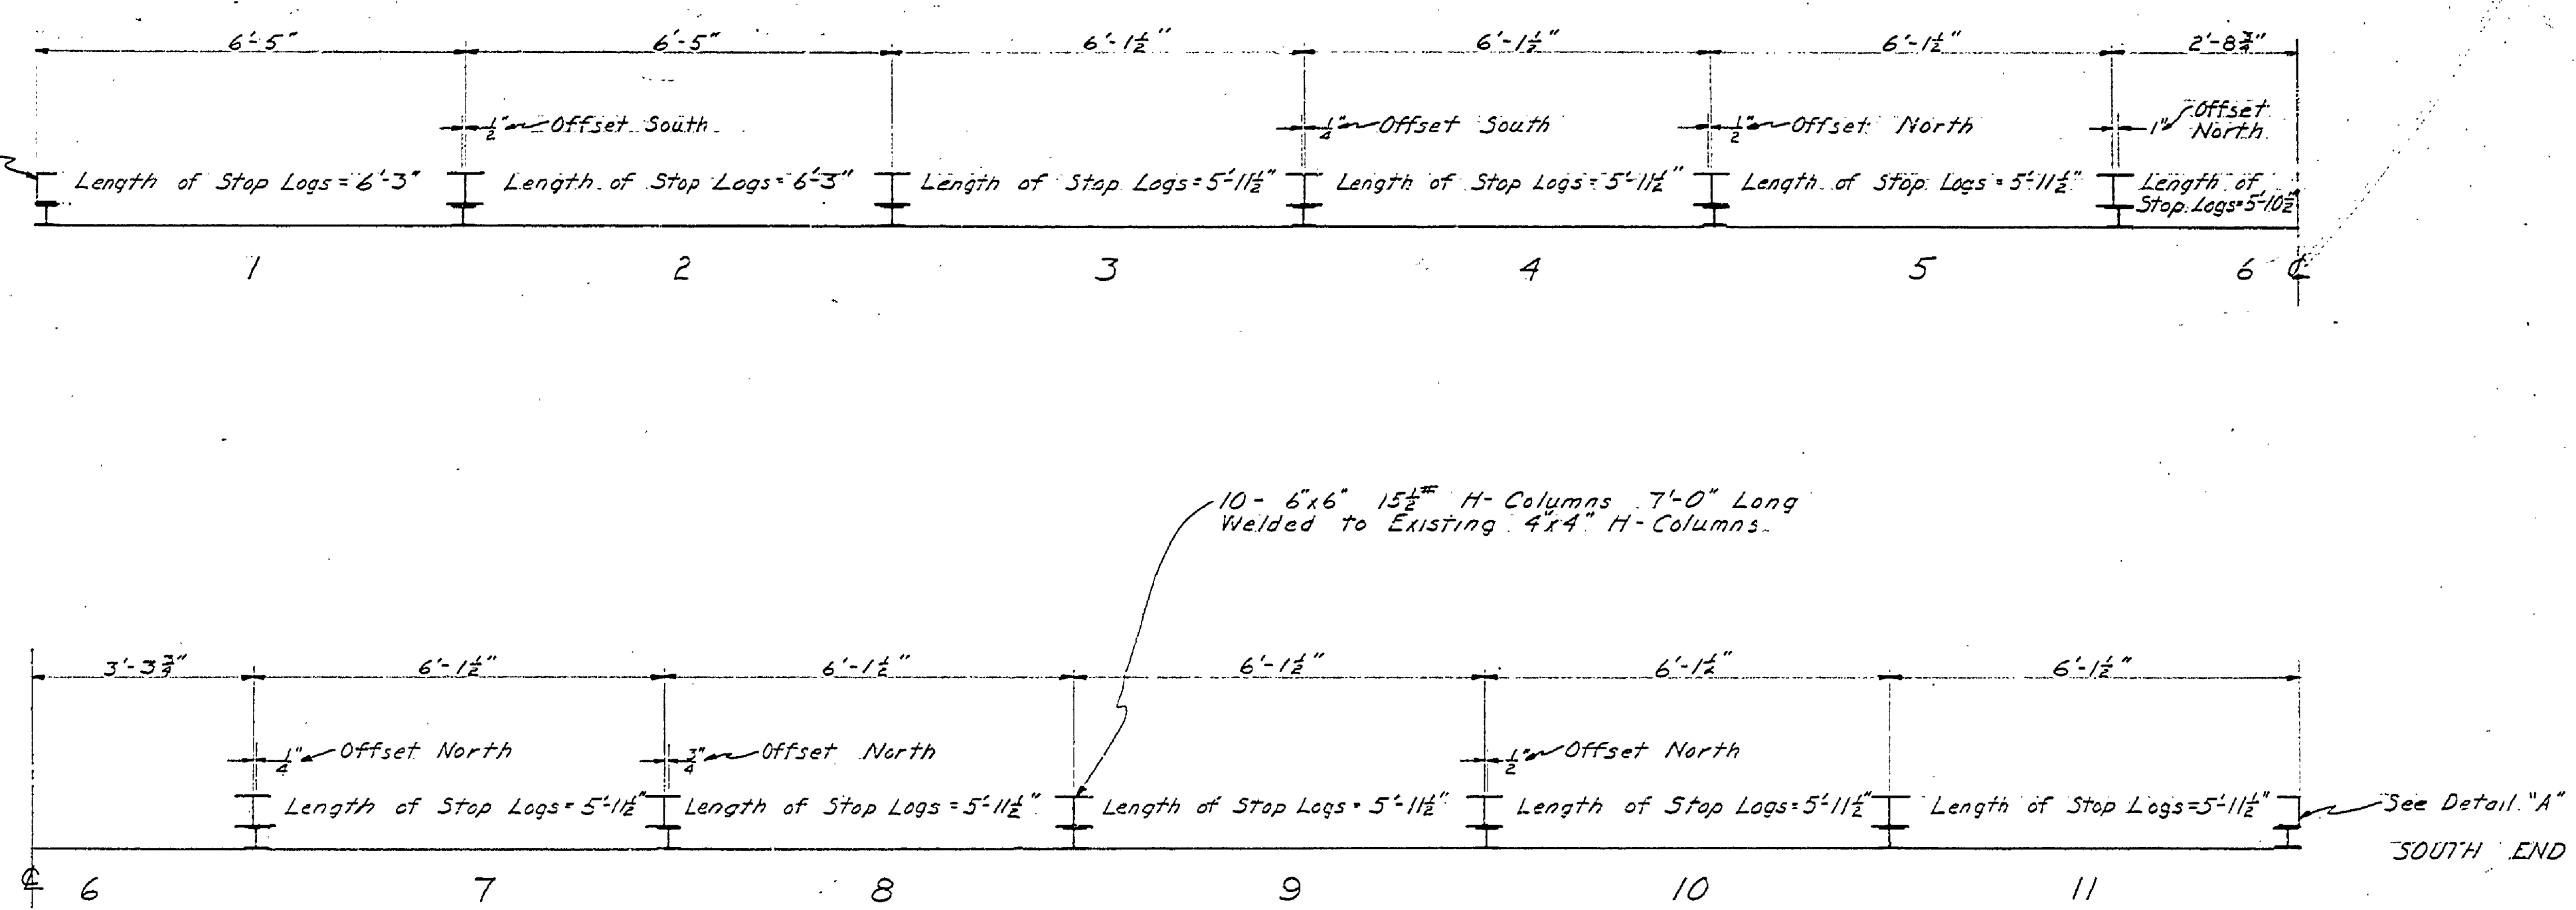 6'-5" 6'-5" 6'-1½" 6'-1½" 6'-1½" 2'-8¾"
½" Offset South ¼" Offset South ½" Offset North 1" Offset North
Length of Stop Logs = 6'-3" Length of Stop Logs = 6'-3" Length of Stop Logs = 5'-11½" Length of Stop Logs = 5'-11½" Length of Stop Logs = 5'-11½" Length of
Stop Logs = 5'-10½"
1 2 3 4 5 6 ℄
10 - 6"x6" 15½# H-Columns 7'-0" Long
Welded to Existing 4"x4" H-Columns
3'-3¾" 6'-1½" 6'-1½" 6'-1½" 6'-1½" 6'-1½"
¼" Offset North ¾" Offset North ½" Offset North
Length of Stop Logs = 5'-11½" Length of Stop Logs = 5'-11½" Length of Stop Logs = 5'-11½" Length of Stop Logs = 5'-11½" Length of Stop Logs = 5'-11½" See Detail "A"
SOUTH END
℄ 6 7 8 9 10 11